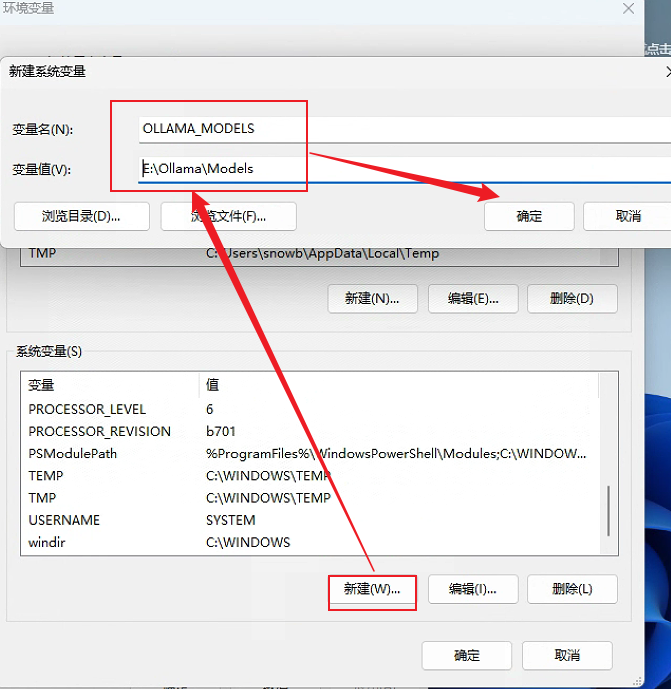 环境变量
点击
新建系统变量
变量名(N):
OLLAMA_MODELS
变量值(V):
E:\Ollama\Models
浏览目录(D)...
浏览文件(F)...
确定
取消
TMP
C:\Users\snowb\AppData\Local\Temp
新建(N)...
编辑(E)...
删除(D)
系统变量(S)
变量
值
PROCESSOR_LEVEL
6
PROCESSOR_REVISION
b701
PSModulePath
%ProgramFiles%\WindowsPowerShell\Modules;C:\WINDOW...
TEMP
C:\WINDOWS\TEMP
TMP
C:\WINDOWS\TEMP
USERNAME
SYSTEM
windir
C:\WINDOWS
新建(W)...
编辑(I)...
删除(L)
确定
取消